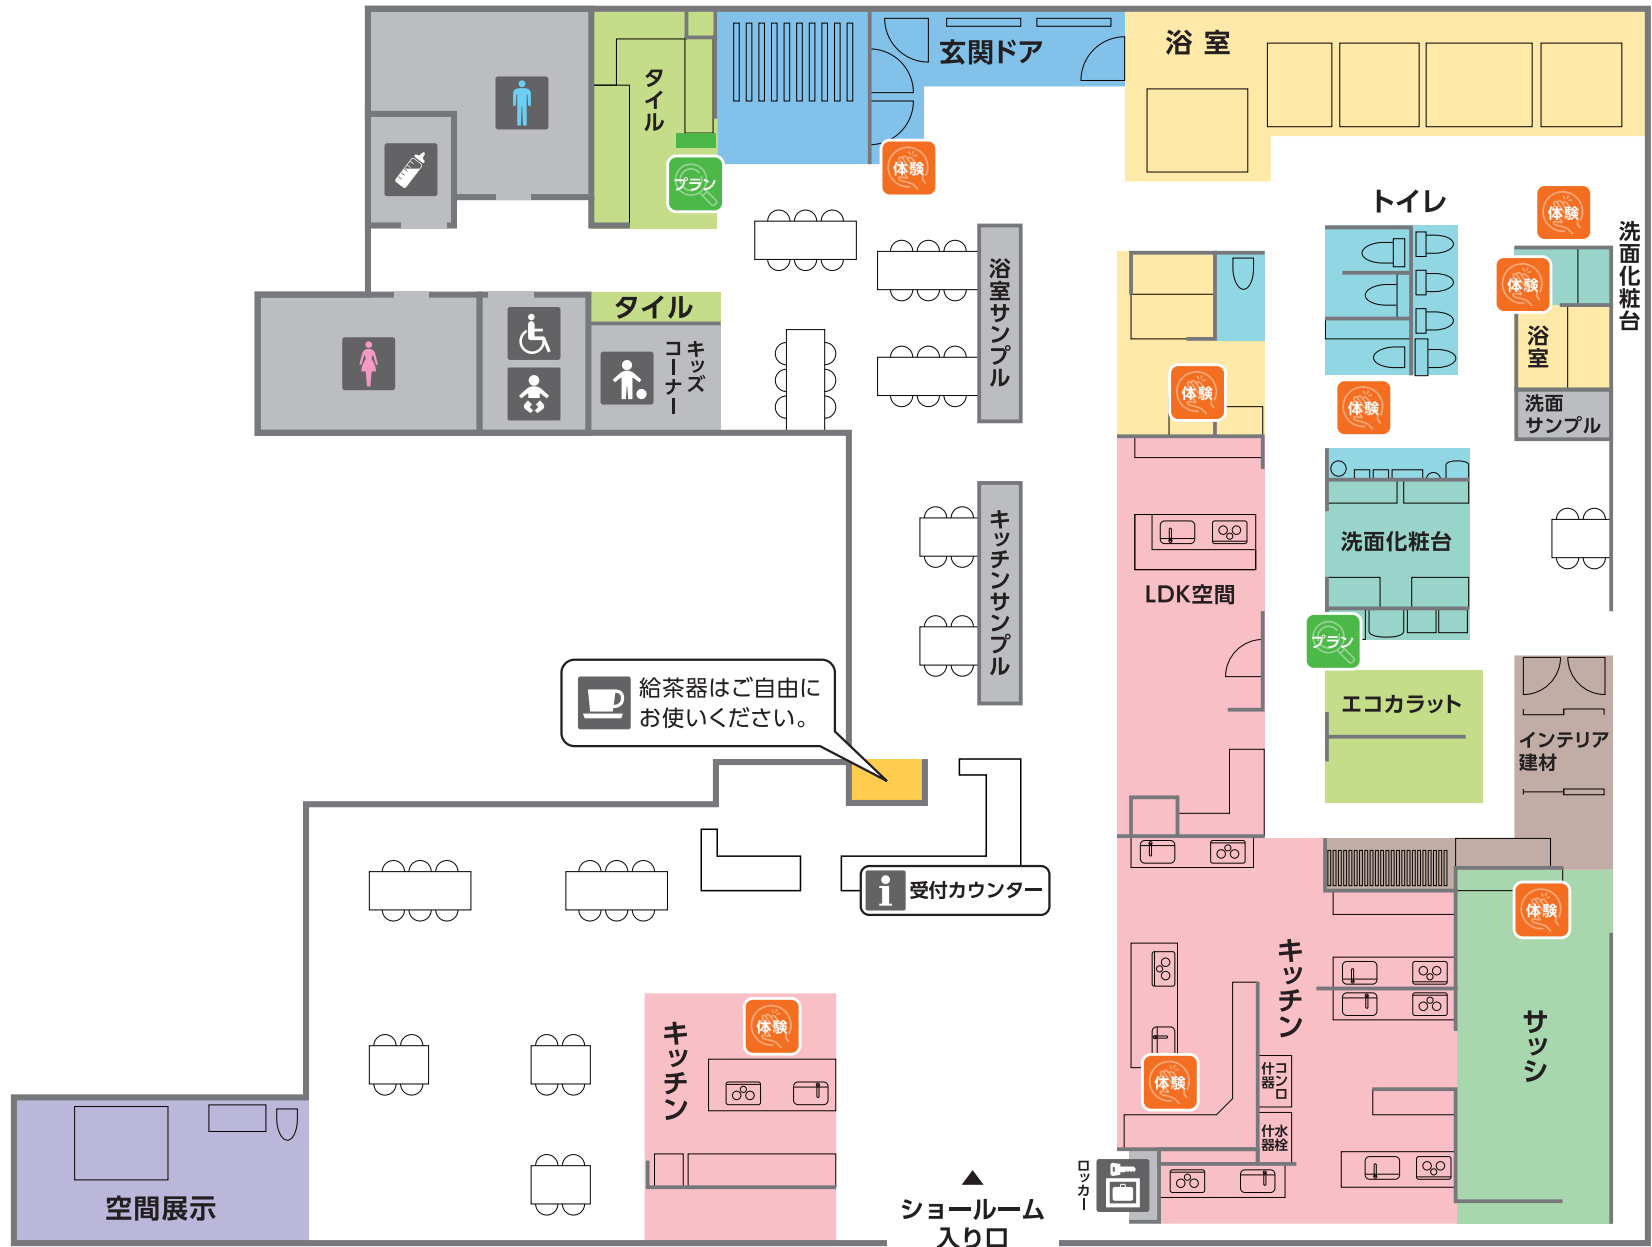 玄関ドア
浴 室
タイル
プラン
体験
トイレ
体験
洗面化粧台
体験
浴室サンプル
タイル
キッズ
コーナー
浴室
体験
体験
洗面
サンプル
キッチンサンプル
洗面化粧台
LDK空間
プラン
給茶器はご自由に
お使いください。
エコカラット
インテリア
建材
受付カウンター
体験
キッチン
体験
キッチン
サッシ
体験
コンロ
什器
水栓
什器
ロッカー
空間展示
ショールーム
入り口